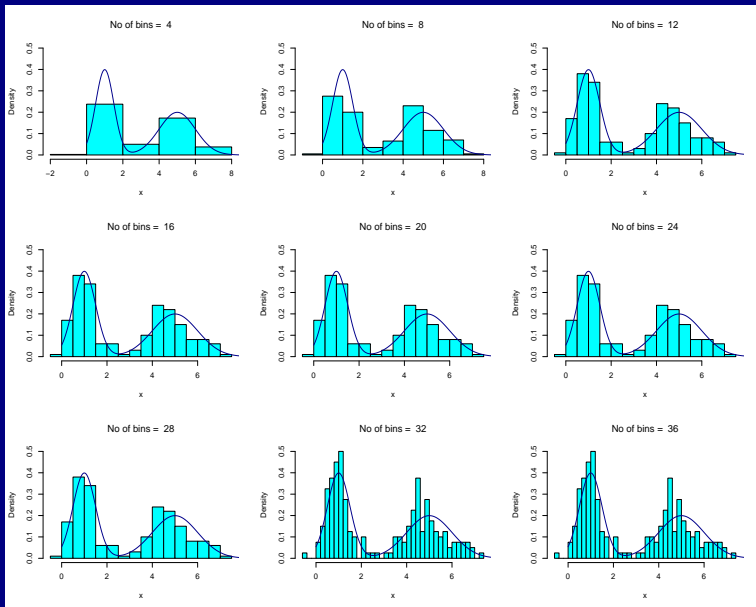 No of bins = 4
Density
0.0 0.1 0.2 0.3 0.4 0.5
−2 0 2 4 6 8
x
No of bins = 8
Density
0.0 0.1 0.2 0.3 0.4 0.5
0 2 4 6 8
x
No of bins = 12
Density
0.0 0.1 0.2 0.3 0.4 0.5
0 2 4 6
x
No of bins = 16
Density
0.0 0.1 0.2 0.3 0.4 0.5
0 2 4 6
x
No of bins = 20
Density
0.0 0.1 0.2 0.3 0.4 0.5
0 2 4 6
x
No of bins = 24
Density
0.0 0.1 0.2 0.3 0.4 0.5
0 2 4 6
x
No of bins = 28
Density
0.0 0.1 0.2 0.3 0.4 0.5
0 2 4 6
x
No of bins = 32
Density
0.0 0.1 0.2 0.3 0.4 0.5
0 2 4 6
x
No of bins = 36
Density
0.0 0.1 0.2 0.3 0.4 0.5
0 2 4 6
x